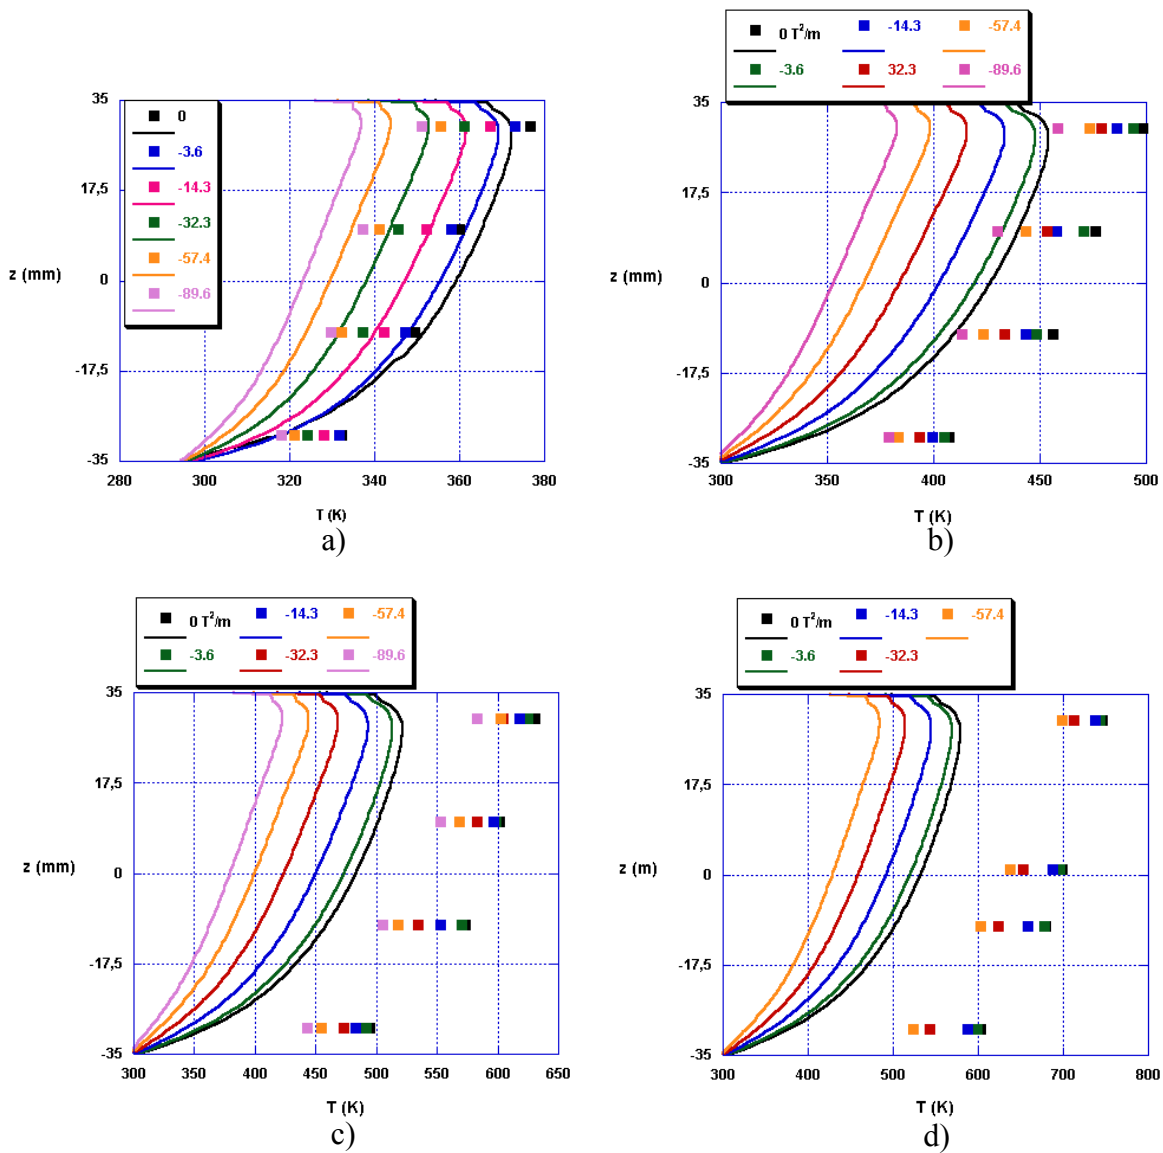 0
-3.6
-14.3
-32.3
-57.4
-89.6
35
17,5
0
-17,5
-35
z (mm)
280 300 320 340 360 380
T (K)
a)
0 T²/m -14.3 -57.4
-3.6 32.3 -89.6
35
17,5
0
-17,5
-35
z (mm)
300 350 400 450 500
T (K)
b)
0 T²/m -14.3 -57.4
-3.6 -32.3 -89.6
35
17,5
0
-17,5
-35
z (mm)
300 350 400 450 500 550 600 650
T (K)
c)
0 T²/m -14.3 -57.4
-3.6 -32.3
35
17,5
0
-17,5
-35
z (m)
300 400 500 600 700 800
T (K)
d)